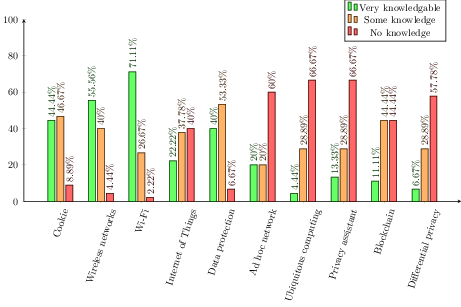 Very knowledgable
Some knowledge
No knowledge
100
80
60
40
20
0
44.44%
46.67%
8.89%
55.56%
40%
4.44%
71.11%
26.67%
2.22%
22.22%
37.78%
40%
40%
53.33%
6.67%
20%
20%
60%
4.44%
28.89%
66.67%
13.33%
28.89%
66.67%
11.11%
44.44%
44.44%
6.67%
28.89%
57.78%
Cookie
Wireless networks
Wi-Fi
Internet of Things
Data protection
Ad hoc network
Ubiquitous computing
Privacy assistant
Blockchain
Differential privacy